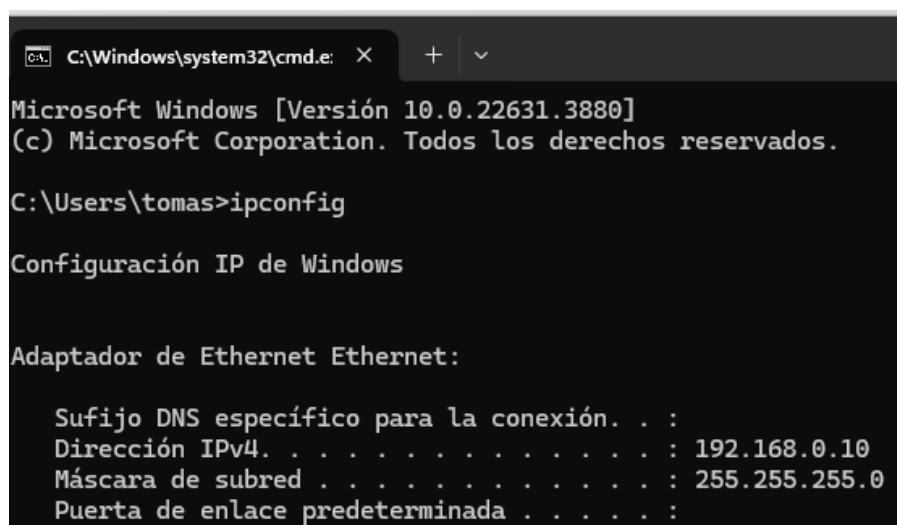 C:\Windows\system32\cmd.e:
Microsoft Windows [Versión 10.0.22631.3880]
(c) Microsoft Corporation. Todos los derechos reservados.
C:\Users\tomas>ipconfig
Configuración IP de Windows
Adaptador de Ethernet Ethernet:
Sufijo DNS específico para la conexión. . :
Dirección IPv4. . . . . . . . . . . . . . : 192.168.0.10
Máscara de subred . . . . . . . . . . . . : 255.255.255.0
Puerta de enlace predeterminada . . . . . :